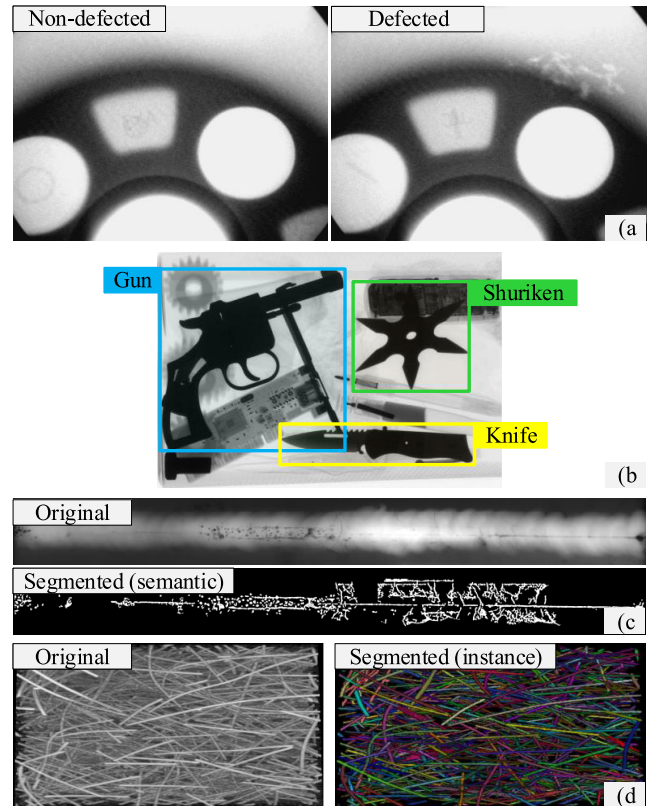 Non-defected
Defected
(a
Gun
Shuriken
Knife
(b
Original
Segmented (semantic)
(c
Original
Segmented (instance)
(d